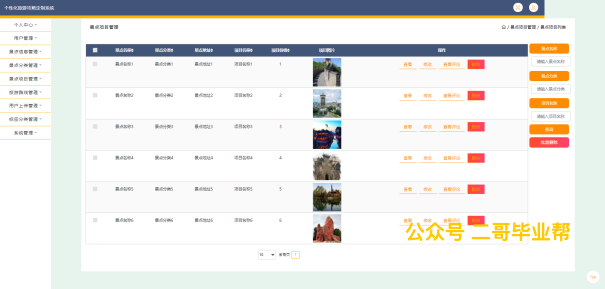 个性化旅游攻略定制系统
个人中心
用户管理
景点信息管理
景点分类管理
景点项目管理
旅游路线管理
用户上传管理
标签分类管理
系统管理
景点项目管理
/ 景点项目管理 / 景点项目列表
景点名称 景点分类 景点地址 项目名称 项目规模 项目图片 操作
景点名称1 景点分类1 景点地址1 项目名称1 1 查看 修改 查看评论 删除
景点名称2 景点分类2 景点地址2 项目名称2 2 查看 修改 查看评论 删除
景点名称3 景点分类3 景点地址3 项目名称3 3 查看 修改 查看评论 删除
景点名称4 景点分类4 景点地址4 项目名称4 4 查看 修改 查看评论 删除
景点名称5 景点分类5 景点地址5 项目名称5 5 查看 修改 查看评论 删除
景点名称6 景点分类6 景点地址6 项目名称6 6 查看 修改 查看评论 删除
景点名称
请输入景点名称
景点分类
请输入景点分类
项目名称
请输入项目名称
查询
批量删除
10 条每页 1
公众号 二哥毕业帮